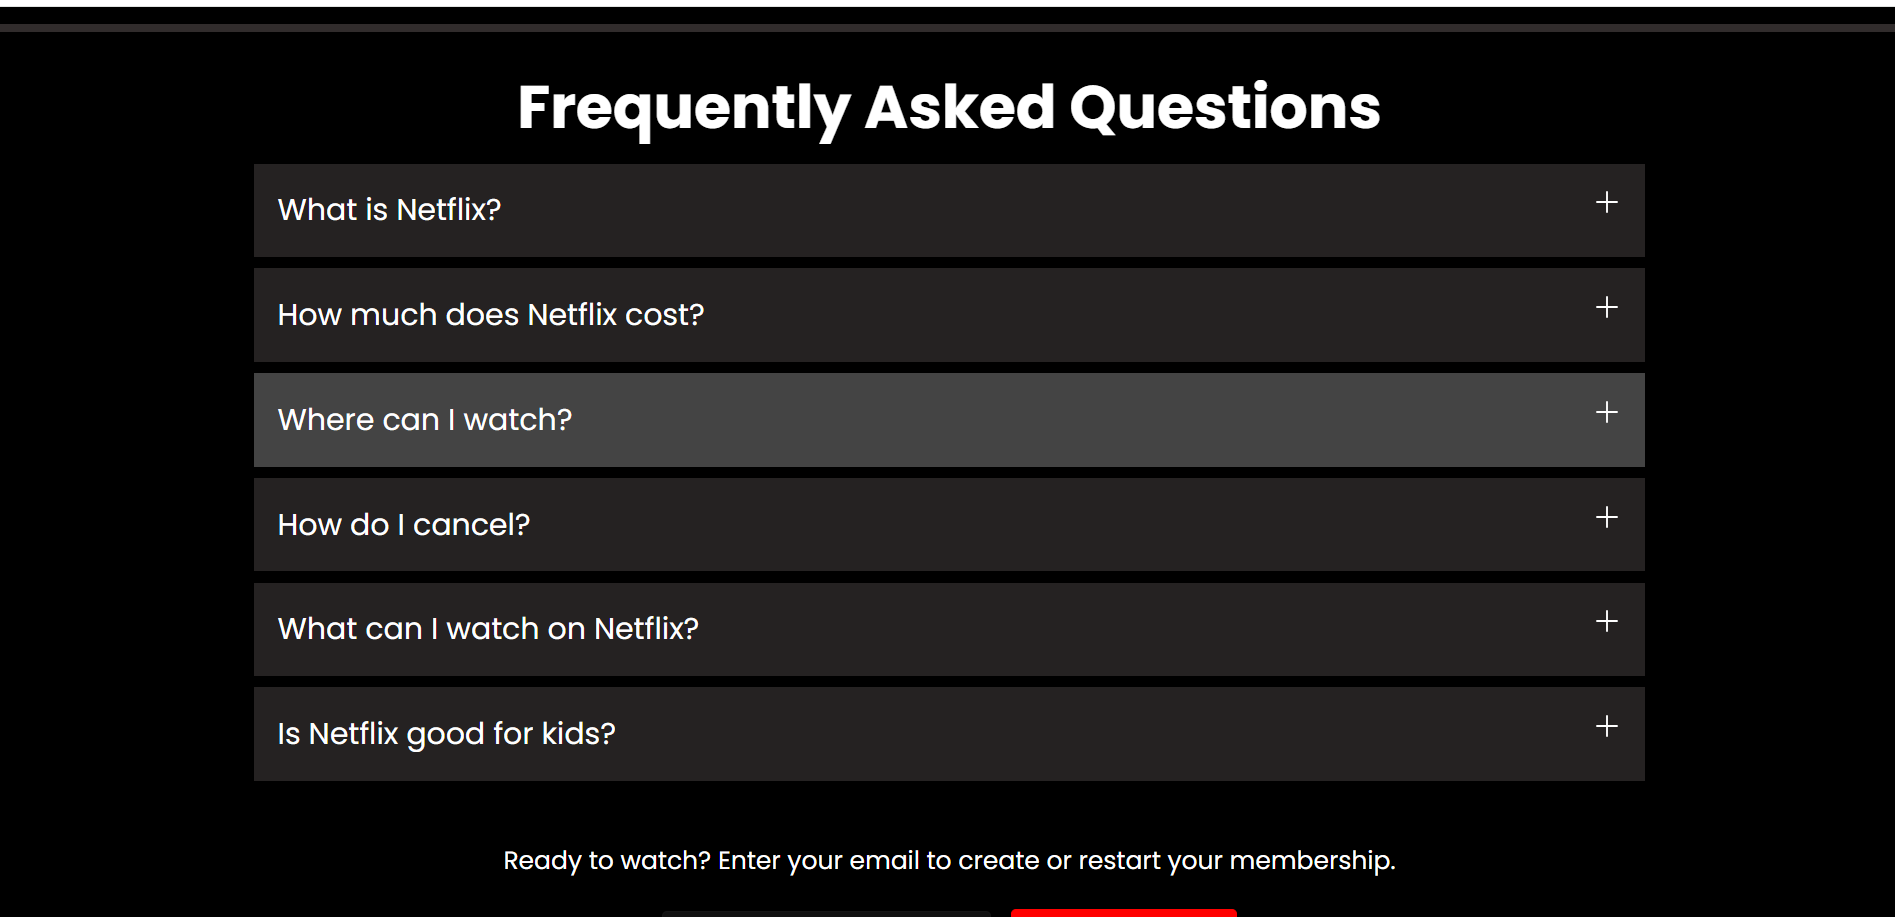 Frequently Asked Questions
What is Netflix?
How much does Netflix cost?
Where can I watch?
How do I cancel?
What can I watch on Netflix?
Is Netflix good for kids?
Ready to watch? Enter your email to create or restart your membership.